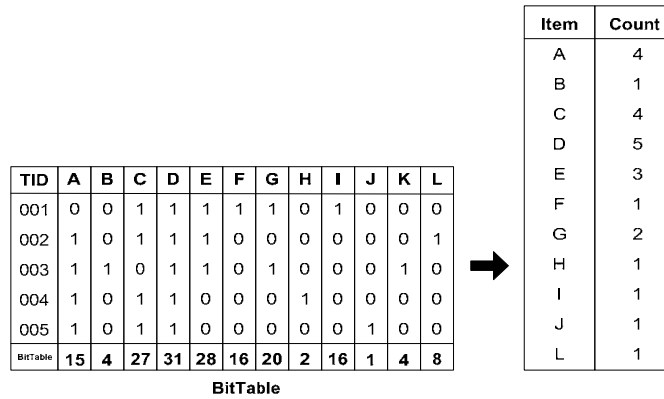 Item Count
A 4
B 1
C 4
D 5
E 3
F 1
G 2
H 1
I 1
J 1
L 1
TID A B C D E F G H I J K L
001 0 0 1 1 1 1 1 0 1 0 0 0
002 1 0 1 1 1 0 0 0 0 0 0 1
003 1 1 0 1 1 0 1 0 0 0 1 0
004 1 0 1 1 0 0 0 1 0 0 0 0
005 1 0 1 1 0 0 0 0 0 1 0 0
BitTable 15 4 27 31 28 16 20 2 16 1 4 8
BitTable